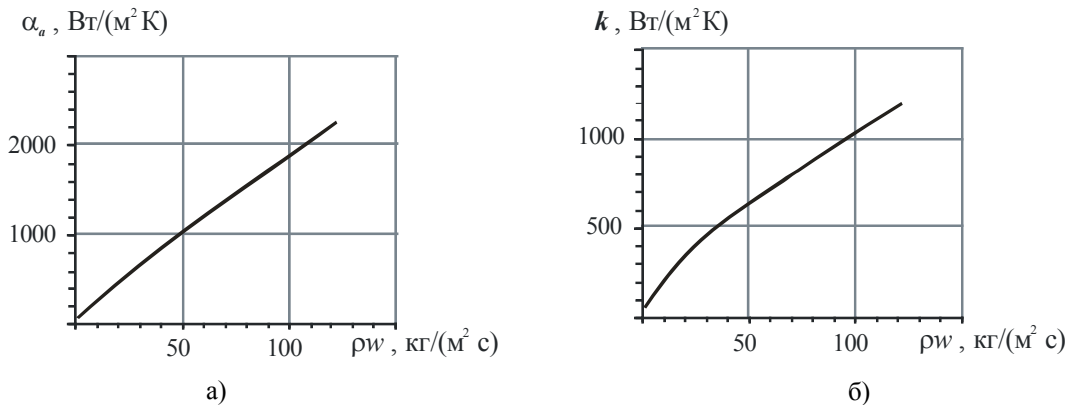 αₐ , Вт/(м² К)
2000
1000
50 100 ρw , кг/(м² с)
а)
k , Вт/(м² К)
1000
500
50 100 ρw , кг/(м² с)
б)